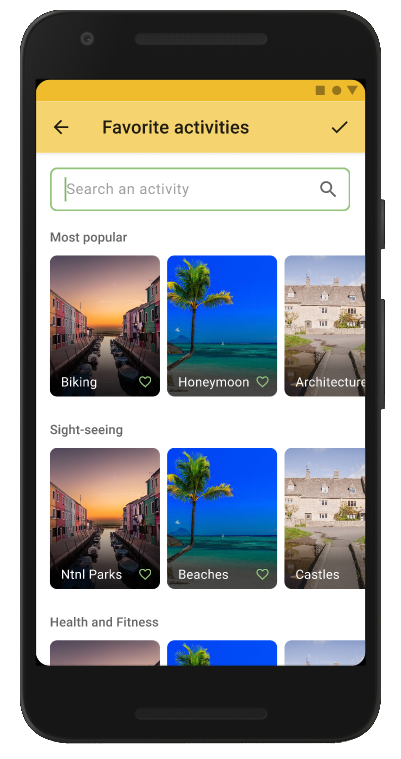 Favorite activities
Search an activity
Most popular
Biking
Honeymoon
Architecture
Sight-seeing
Ntnl Parks
Beaches
Castles
Health and Fitness